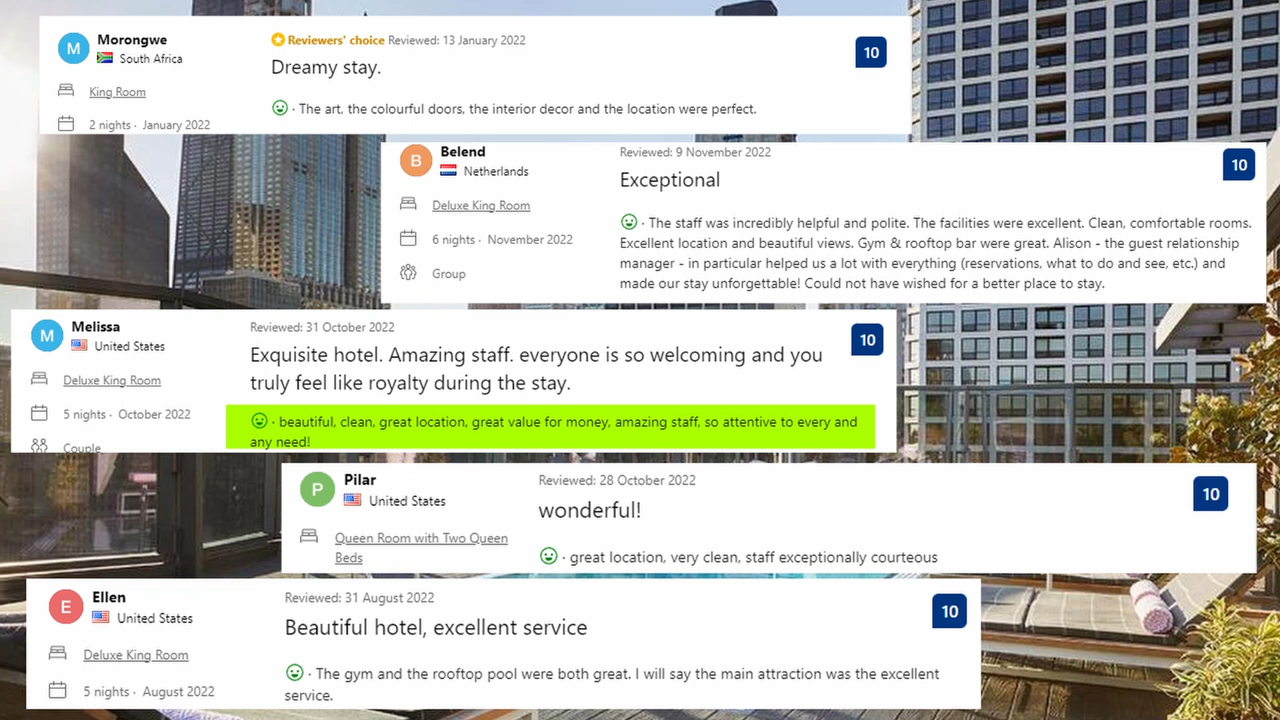 M
Morongwe
South Africa
King Room
2 nights · January 2022
Reviewers' choice Reviewed: 13 January 2022
Dreamy stay.
· The art, the colourful doors, the interior decor and the location were perfect.
10
B
Belend
Netherlands
Deluxe King Room
6 nights · November 2022
Group
Reviewed: 9 November 2022
Exceptional
· The staff was incredibly helpful and polite. The facilities were excellent. Clean, comfortable rooms.
Excellent location and beautiful views. Gym & rooftop bar were great. Alison - the guest relationship
manager - in particular helped us a lot with everything (reservations, what to do and see, etc.) and
made our stay unforgettable! Could not have wished for a better place to stay.
10
M
Melissa
United States
Deluxe King Room
5 nights · October 2022
Couple
Reviewed: 31 October 2022
Exquisite hotel. Amazing staff. everyone is so welcoming and you
truly feel like royalty during the stay.
· beautiful, clean, great location, great value for money, amazing staff, so attentive to every and
any need!
10
P
Pilar
United States
Queen Room with Two Queen
Beds
Reviewed: 28 October 2022
wonderful!
· great location, very clean, staff exceptionally courteous
10
E
Ellen
United States
Deluxe King Room
5 nights · August 2022
Reviewed: 31 August 2022
Beautiful hotel, excellent service
· The gym and the rooftop pool were both great. I will say the main attraction was the excellent
service.
10